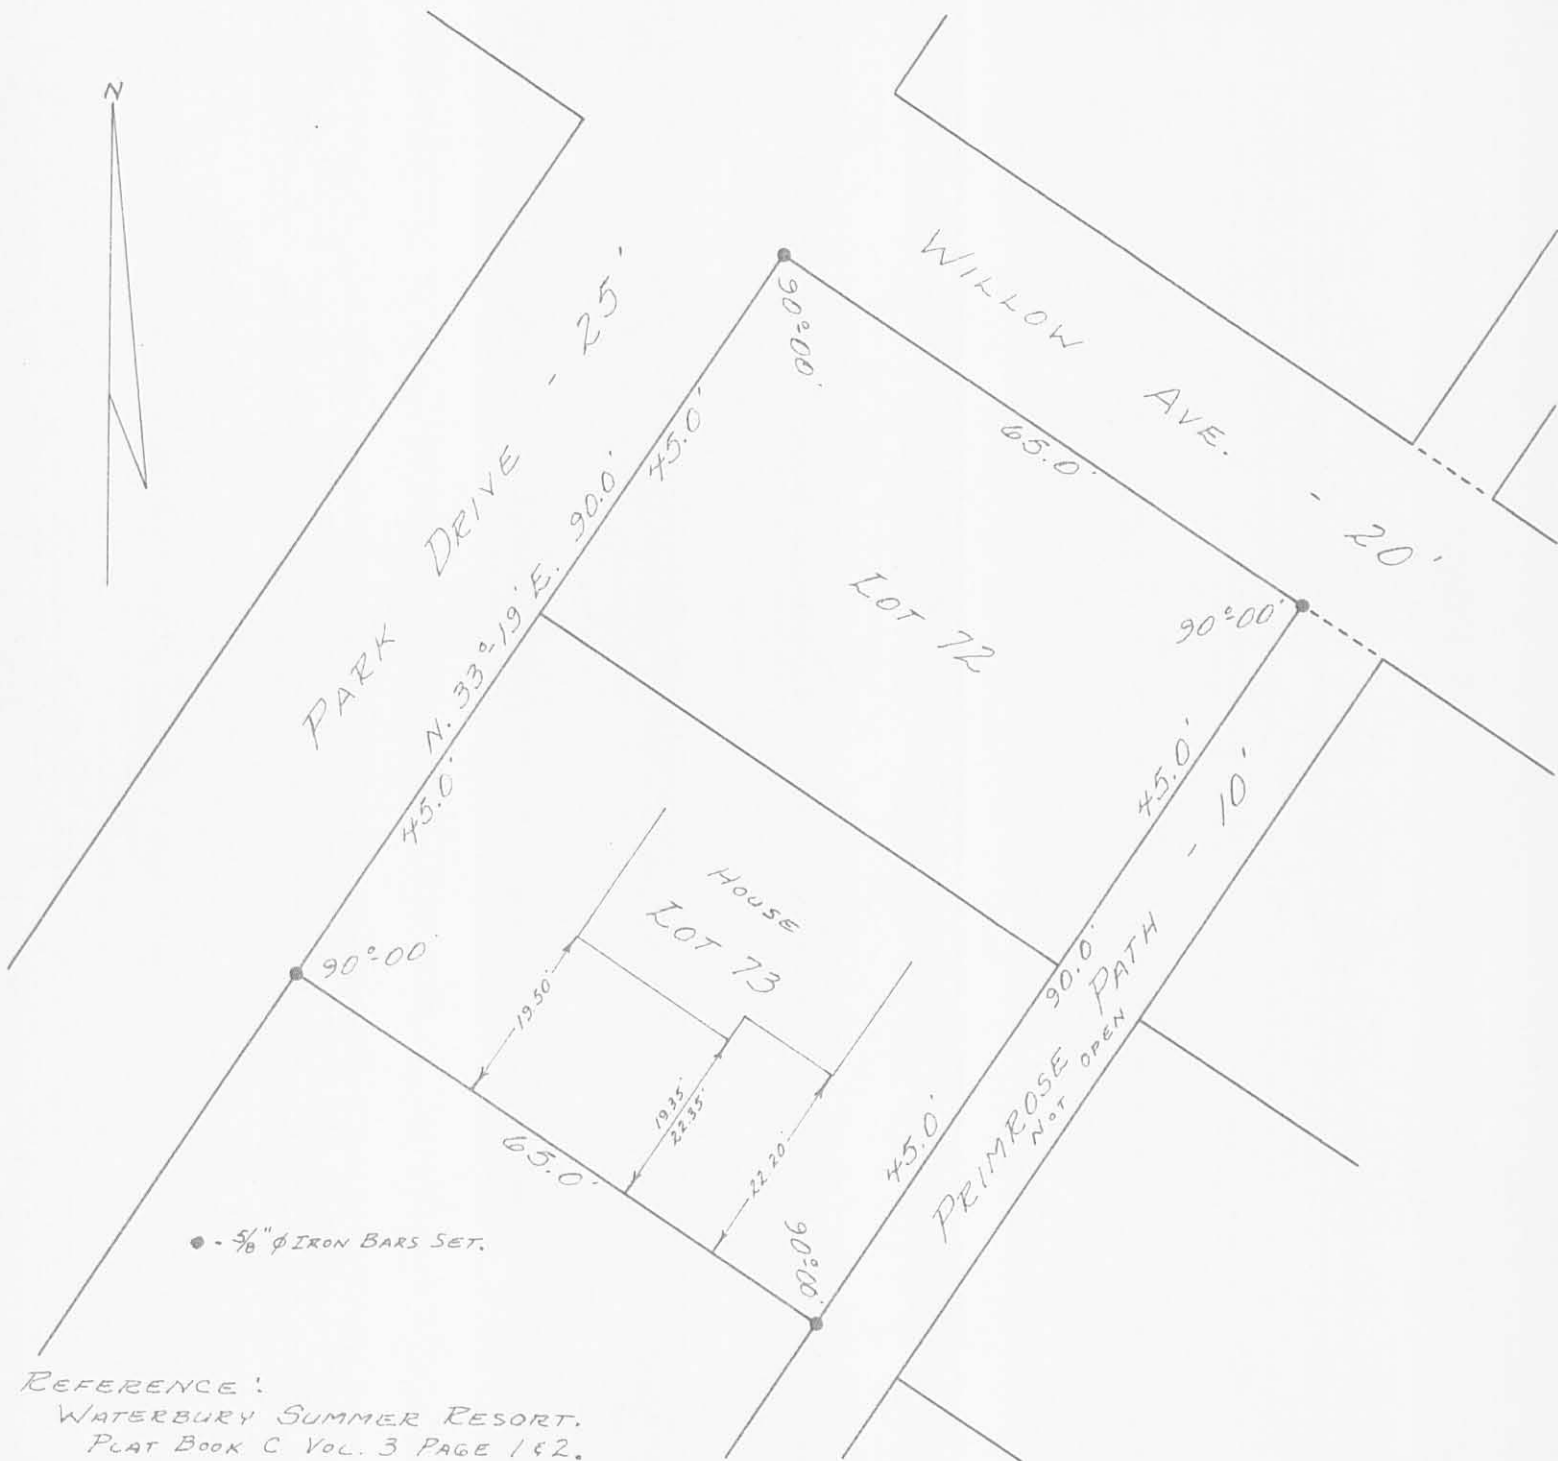 N
PARK DRIVE - 25'
WILLOW AVE. - 20'
90°-00'
45.0'
65.0'
N. 33°-19' E. 90.0'
LOT 72
90°-00'
45.0'
45.0'
HOUSE
LOT 73
90°-00'
19.50'
19.35'
22.35'
22.20'
65.0'
90.0'
45.0'
90°-00'
PRIMROSE PATH - 10'
NOT OPEN
• - 5/8" ⌀ IRON BARS SET.
REFERENCE :
WATERBURY SUMMER RESORT.
PLAT BOOK C VOL. 3 PAGE 1 & 2.